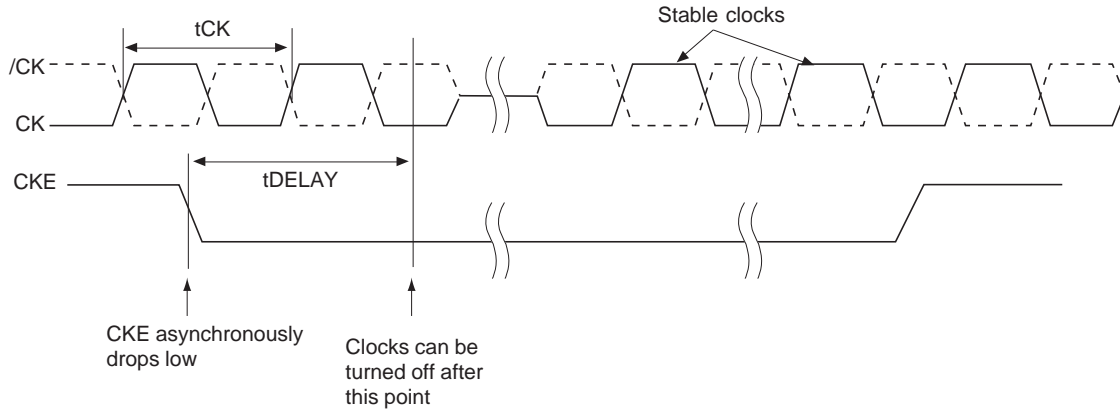 Stable clocks
tCK
/CK
CK
tDELAY
CKE
CKE asynchronously
drops low
Clocks can be
turned off after
this point